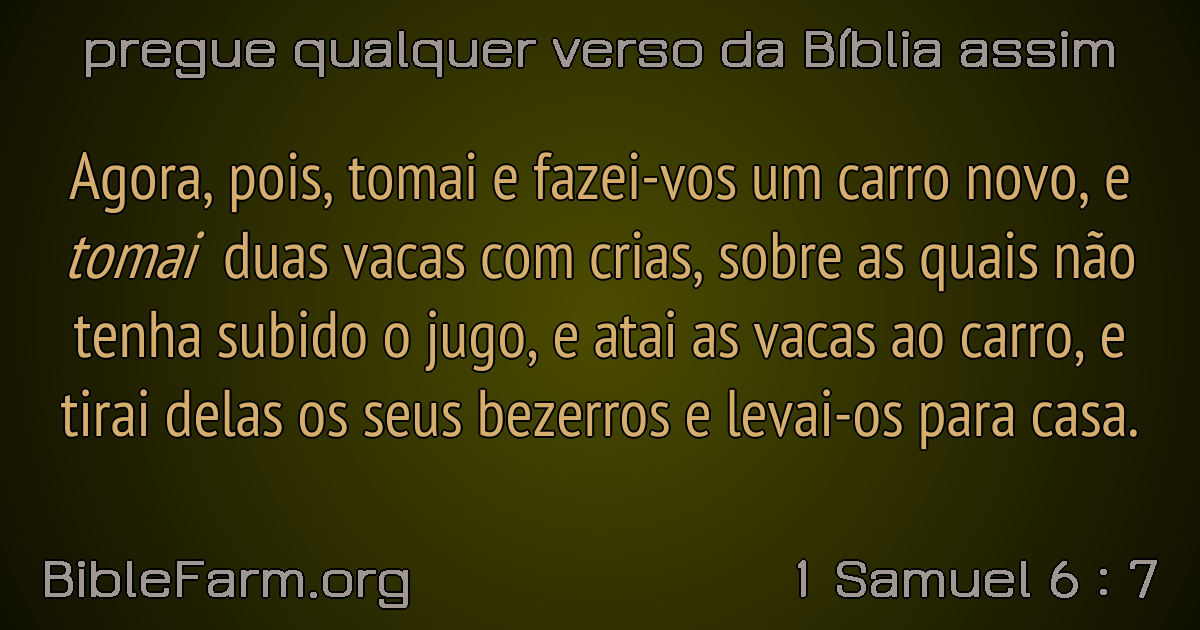 pregue qualquer verso da Bíblia assim
Agora, pois, tomai e fazei-vos um carro novo, e
tomai duas vacas com crias, sobre as quais não
tenha subido o jugo, e atai as vacas ao carro, e
tirai delas os seus bezerros e levai-os para casa.
BibleFarm.org
1 Samuel 6 : 7